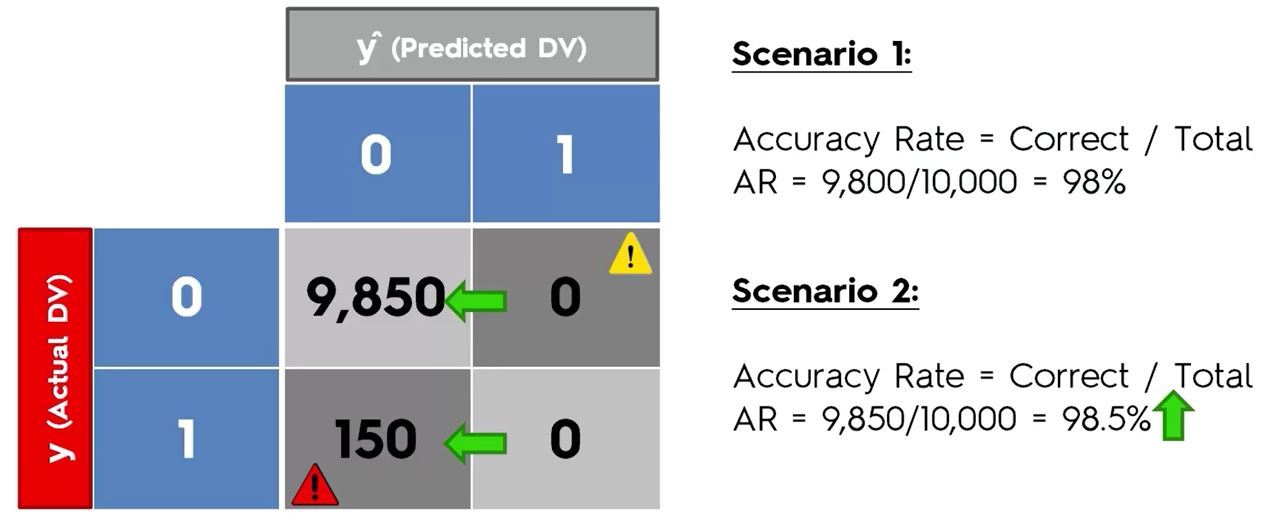 ŷ (Predicted DV)
0 1
y (Actual DV)
0 9,850 0
1 150 0
Scenario 1:
Accuracy Rate = Correct / Total
AR = 9,800/10,000 = 98%
Scenario 2:
Accuracy Rate = Correct / Total
AR = 9,850/10,000 = 98.5%